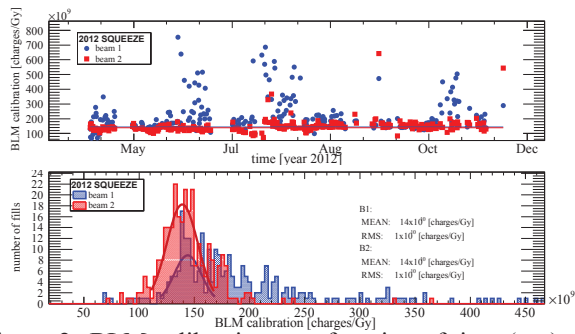 ×10⁹
BLM calibration [charges/Gy]
800
700
600
500
400
300
200
100
2012 SQUEEZE
beam 1
beam 2
May
Jul
Aug
Oct
Dec
time [year 2012]
number of fills
24
22
20
18
16
14
12
10
8
6
4
2
0
2012 SQUEEZE
beam 1
beam 2
B1:
MEAN: 14x10⁰ [charges/Gy]
RMS: 1x10⁰ [charges/Gy]
B2:
MEAN: 14x10⁰ [charges/Gy]
RMS: 1x10⁰ [charges/Gy]
50
100
150
200
250
300
350
400
450
×10⁹
BLM calibration [charges/Gy]